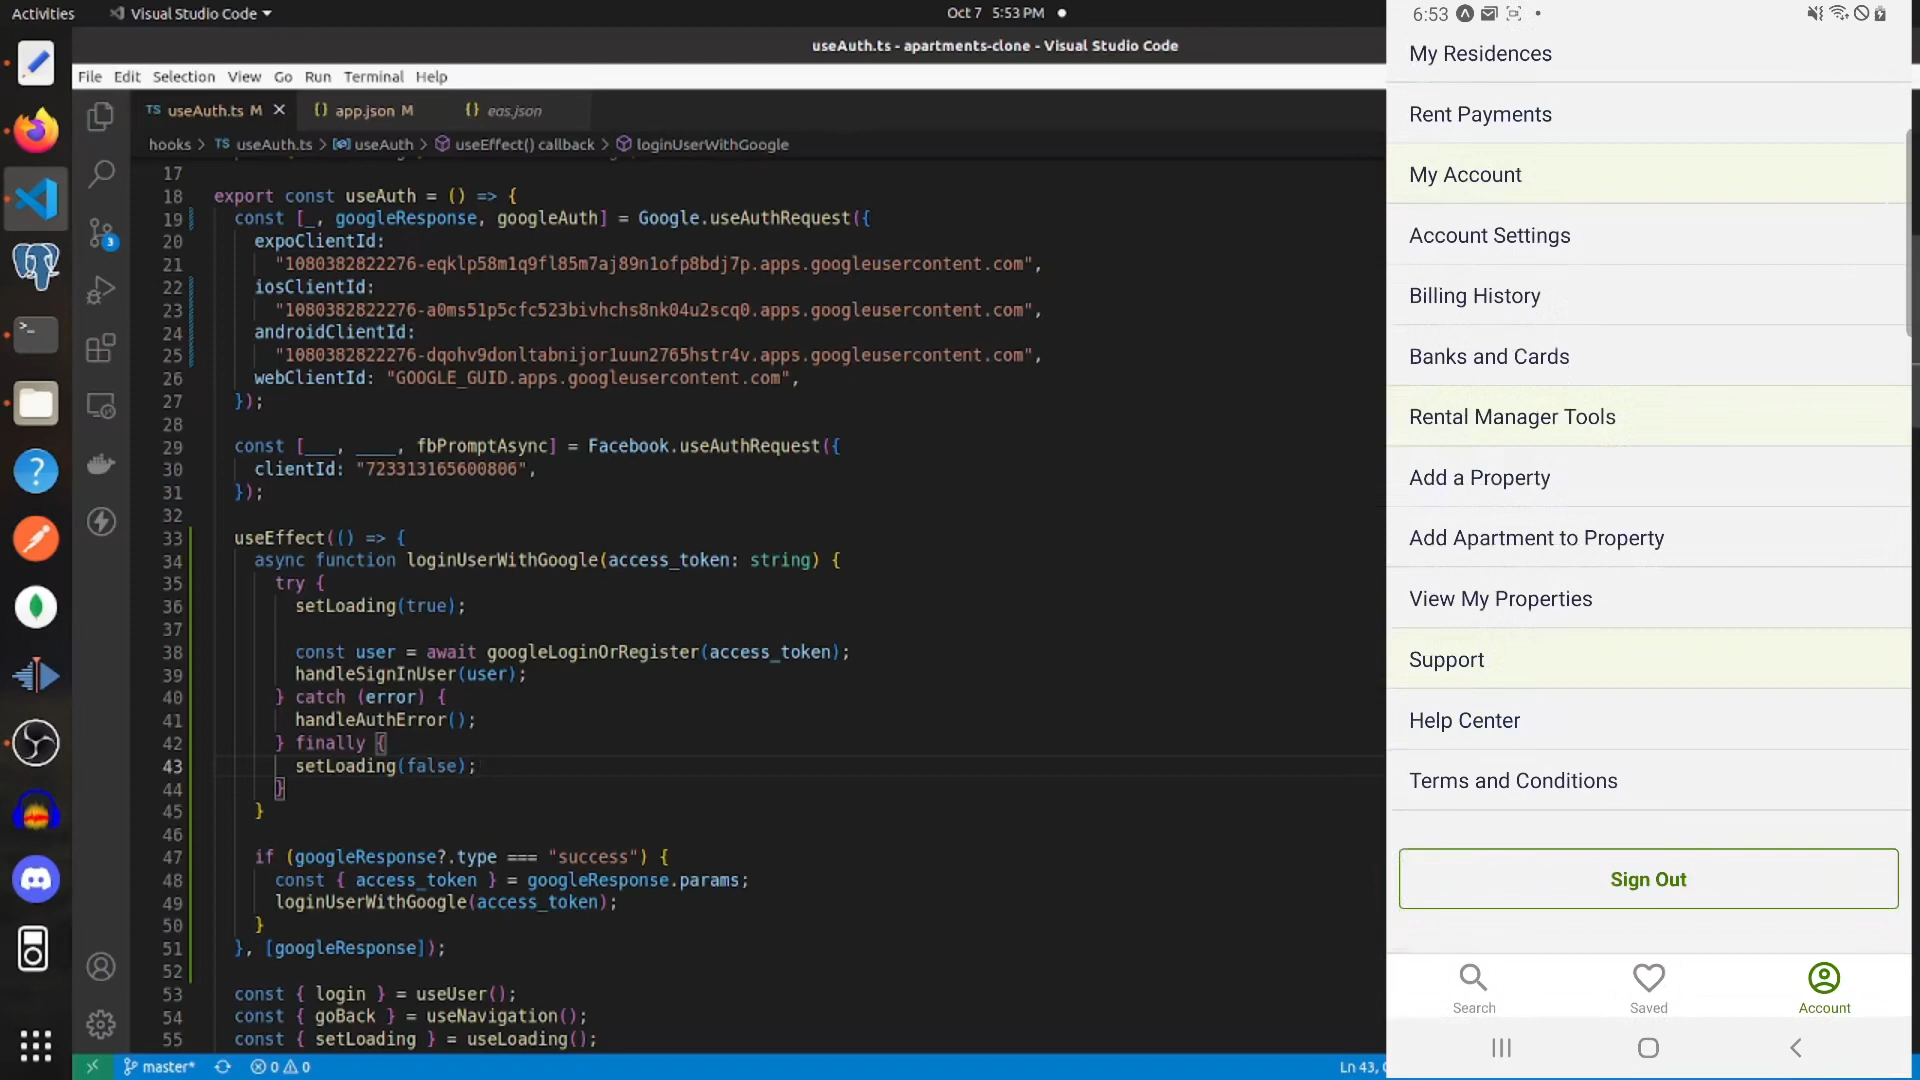 Activities
Visual Studio Code
Oct 7 5:53 PM
useAuth.ts - apartments-clone - Visual Studio Code
File Edit Selection View Go Run Terminal Help
TS useAuth.ts M
{} app.json M
{} eas.json
hooks > TS useAuth.ts > useAuth > useEffect() callback > loginUserWithGoogle
17
18 export const useAuth = () => {
19 const [_, googleResponse, googleAuth] = Google.useAuthRequest({
20 expoClientId:
21 "1080382822276-eqklp58m1q9fl85m7aj89n1ofp8bdj7p.apps.googleusercontent.com",
22 iosClientId:
23 "1080382822276-a0ms51p5cfc523bivhchs8nk04u2scq0.apps.googleusercontent.com",
24 androidClientId:
25 "1080382822276-dqohv9donltabnijor1uun2765hstr4v.apps.googleusercontent.com",
26 webClientId: "GOOGLE_GUID.apps.googleusercontent.com",
27 });
28
29 const [___, ____, fbPromptAsync] = Facebook.useAuthRequest({
30 clientId: "723313165600806",
31 });
32
33 useEffect(() => {
34 async function loginUserWithGoogle(access_token: string) {
35 try {
36 setLoading(true);
37
38 const user = await googleLoginOrRegister(access_token);
39 handleSignInUser(user);
40 } catch (error) {
41 handleAuthError();
42 } finally {
43 setLoading(false);
44 }
45 }
46
47 if (googleResponse?.type === "success") {
48 const { access_token } = googleResponse.params;
49 loginUserWithGoogle(access_token);
50 }
51 }, [googleResponse]);
52
53 const { login } = useUser();
54 const { goBack } = useNavigation();
55 const { setLoading } = useLoading();
3
master*
0 0
Ln 43,
6:53
My Residences
Rent Payments
My Account
Account Settings
Billing History
Banks and Cards
Rental Manager Tools
Add a Property
Add Apartment to Property
View My Properties
Support
Help Center
Terms and Conditions
Sign Out
Search
Saved
Account